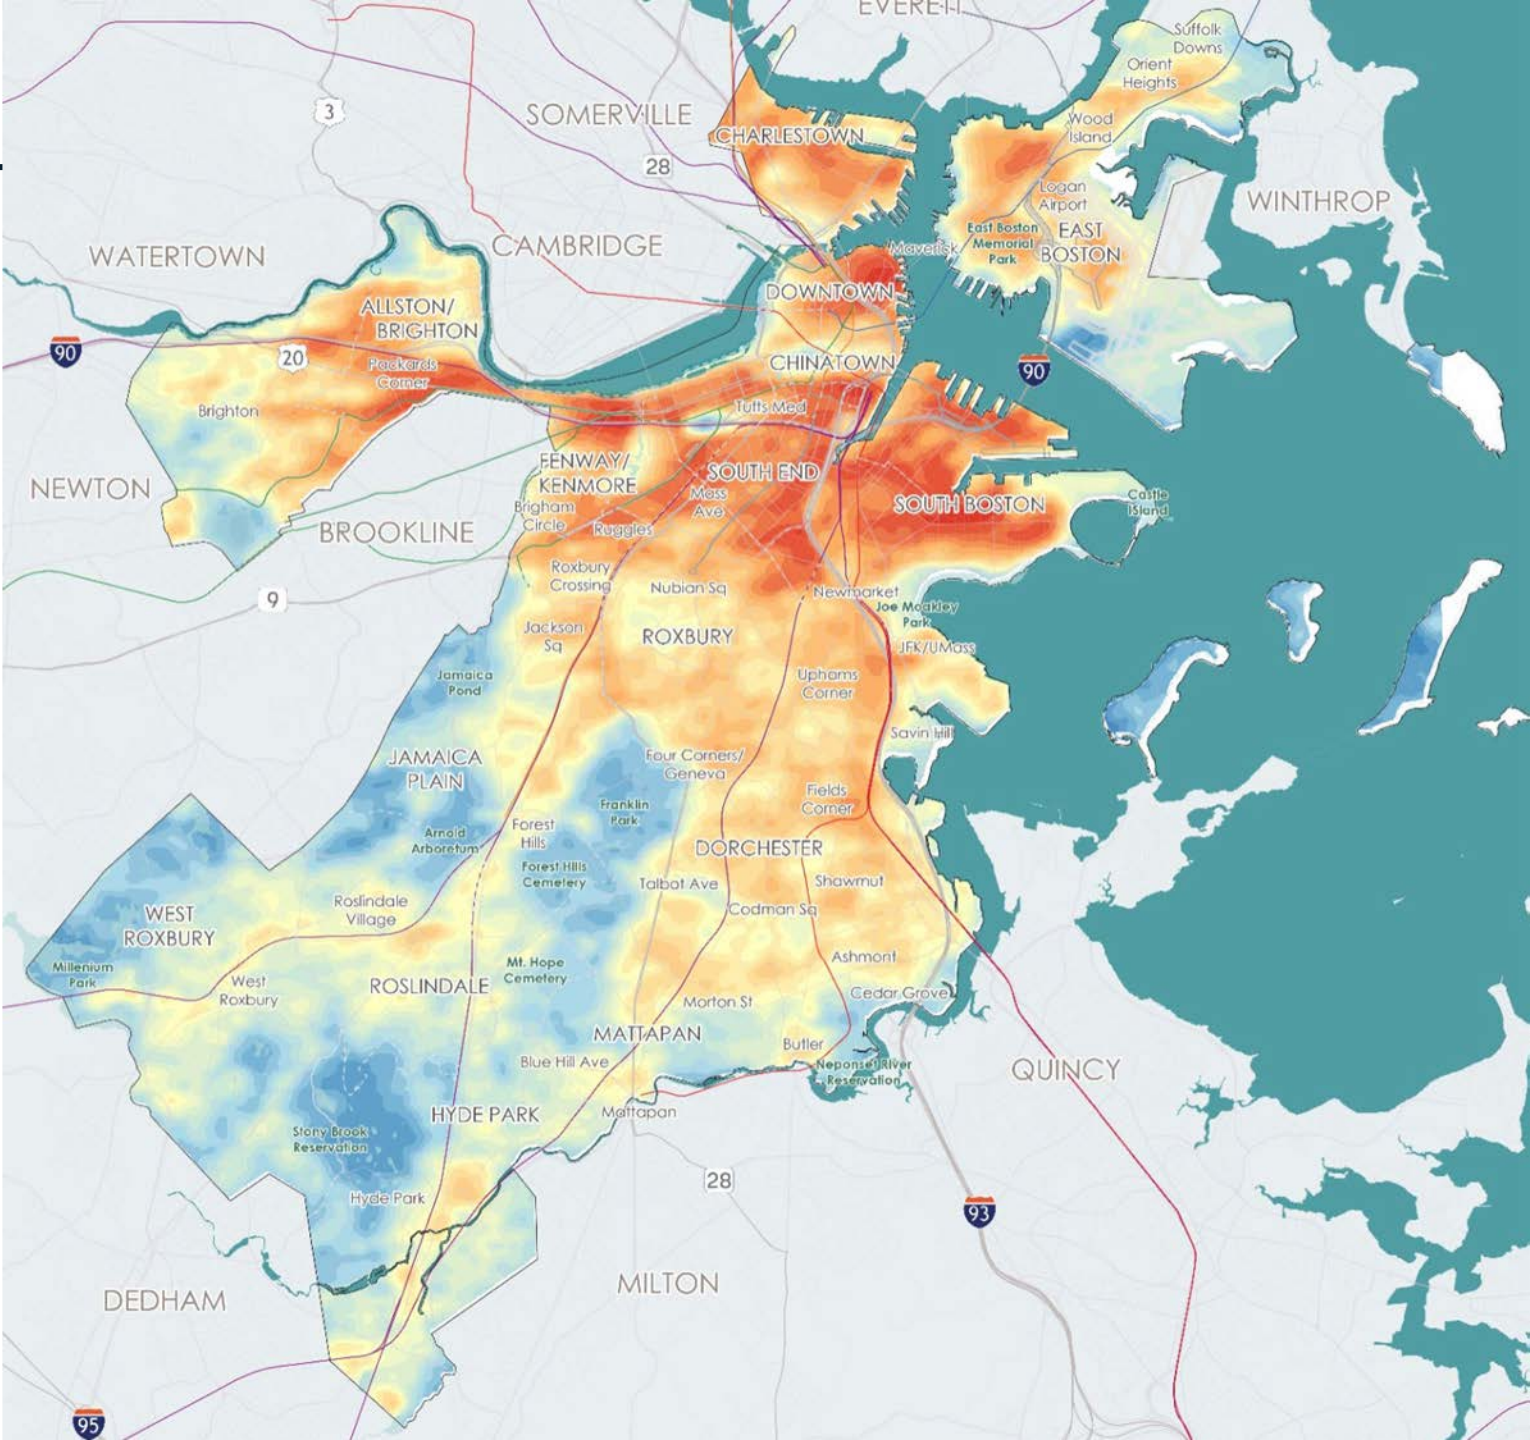 EVERETT
Suffolk
Downs
Orient
Heights
3
SOMERVILLE
CHARLESTOWN
Wood
Island
28
Logan
Airport
WINTHROP
WATERTOWN
CAMBRIDGE
Maverick
East Boston
Memorial
Park
EAST
BOSTON
DOWNTOWN
ALLSTON/
BRIGHTON
90
20
Packards
Corner
CHINATOWN
90
Brighton
Tufts Med
NEWTON
FENWAY/
KENMORE
SOUTH END
Mass
Ave
SOUTH BOSTON
Castle
Island
BROOKLINE
Brigham
Circle
Ruggles
9
Roxbury
Crossing
Nubian Sq
Newmarket
Joe Moakley
Park
Jackson
Sq
ROXBURY
JFK/UMass
Jamaica
Pond
Uphams
Corner
Savin Hill
JAMAICA
PLAIN
Four Corners/
Geneva
Franklin
Park
Fields
Corner
Arnold
Arboretum
Forest
Hills
DORCHESTER
Forest Hills
Cemetery
Talbot Ave
Shawmut
Roslindale
Village
Codman Sq
WEST
ROXBURY
Ashmont
Millenium
Park
West
Roxbury
ROSLINDALE
Mt. Hope
Cemetery
Morton St
Cedar Grove
MATTAPAN
Butler
Blue Hill Ave
Neponset River
Reservation
QUINCY
HYDE PARK
Mattapan
Stony Brook
Reservation
28
Hyde Park
93
DEDHAM
MILTON
95